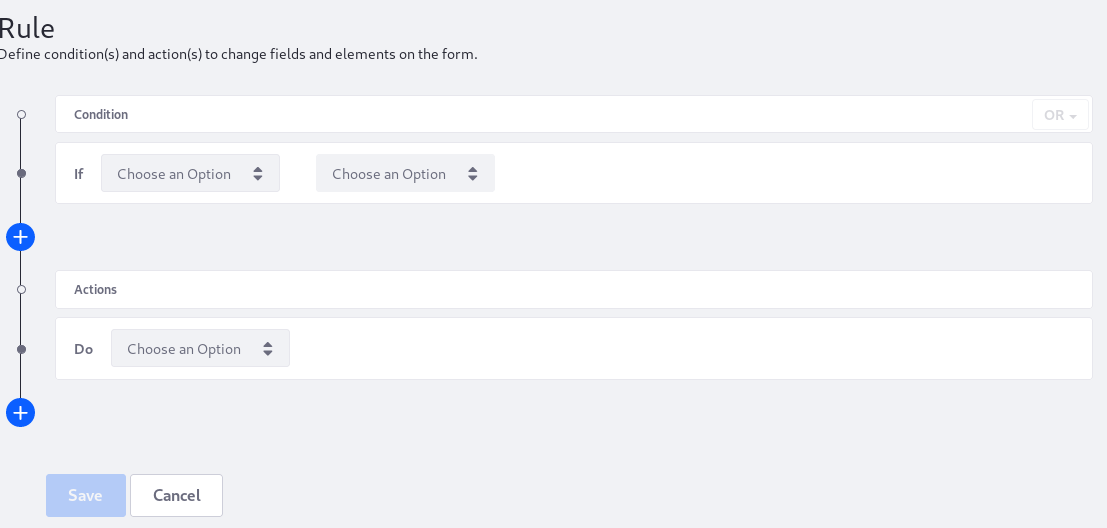 Rule
Define condition(s) and action(s) to change fields and elements on the form.
Condition OR
If Choose an Option Choose an Option
Actions
Do Choose an Option
Save Cancel